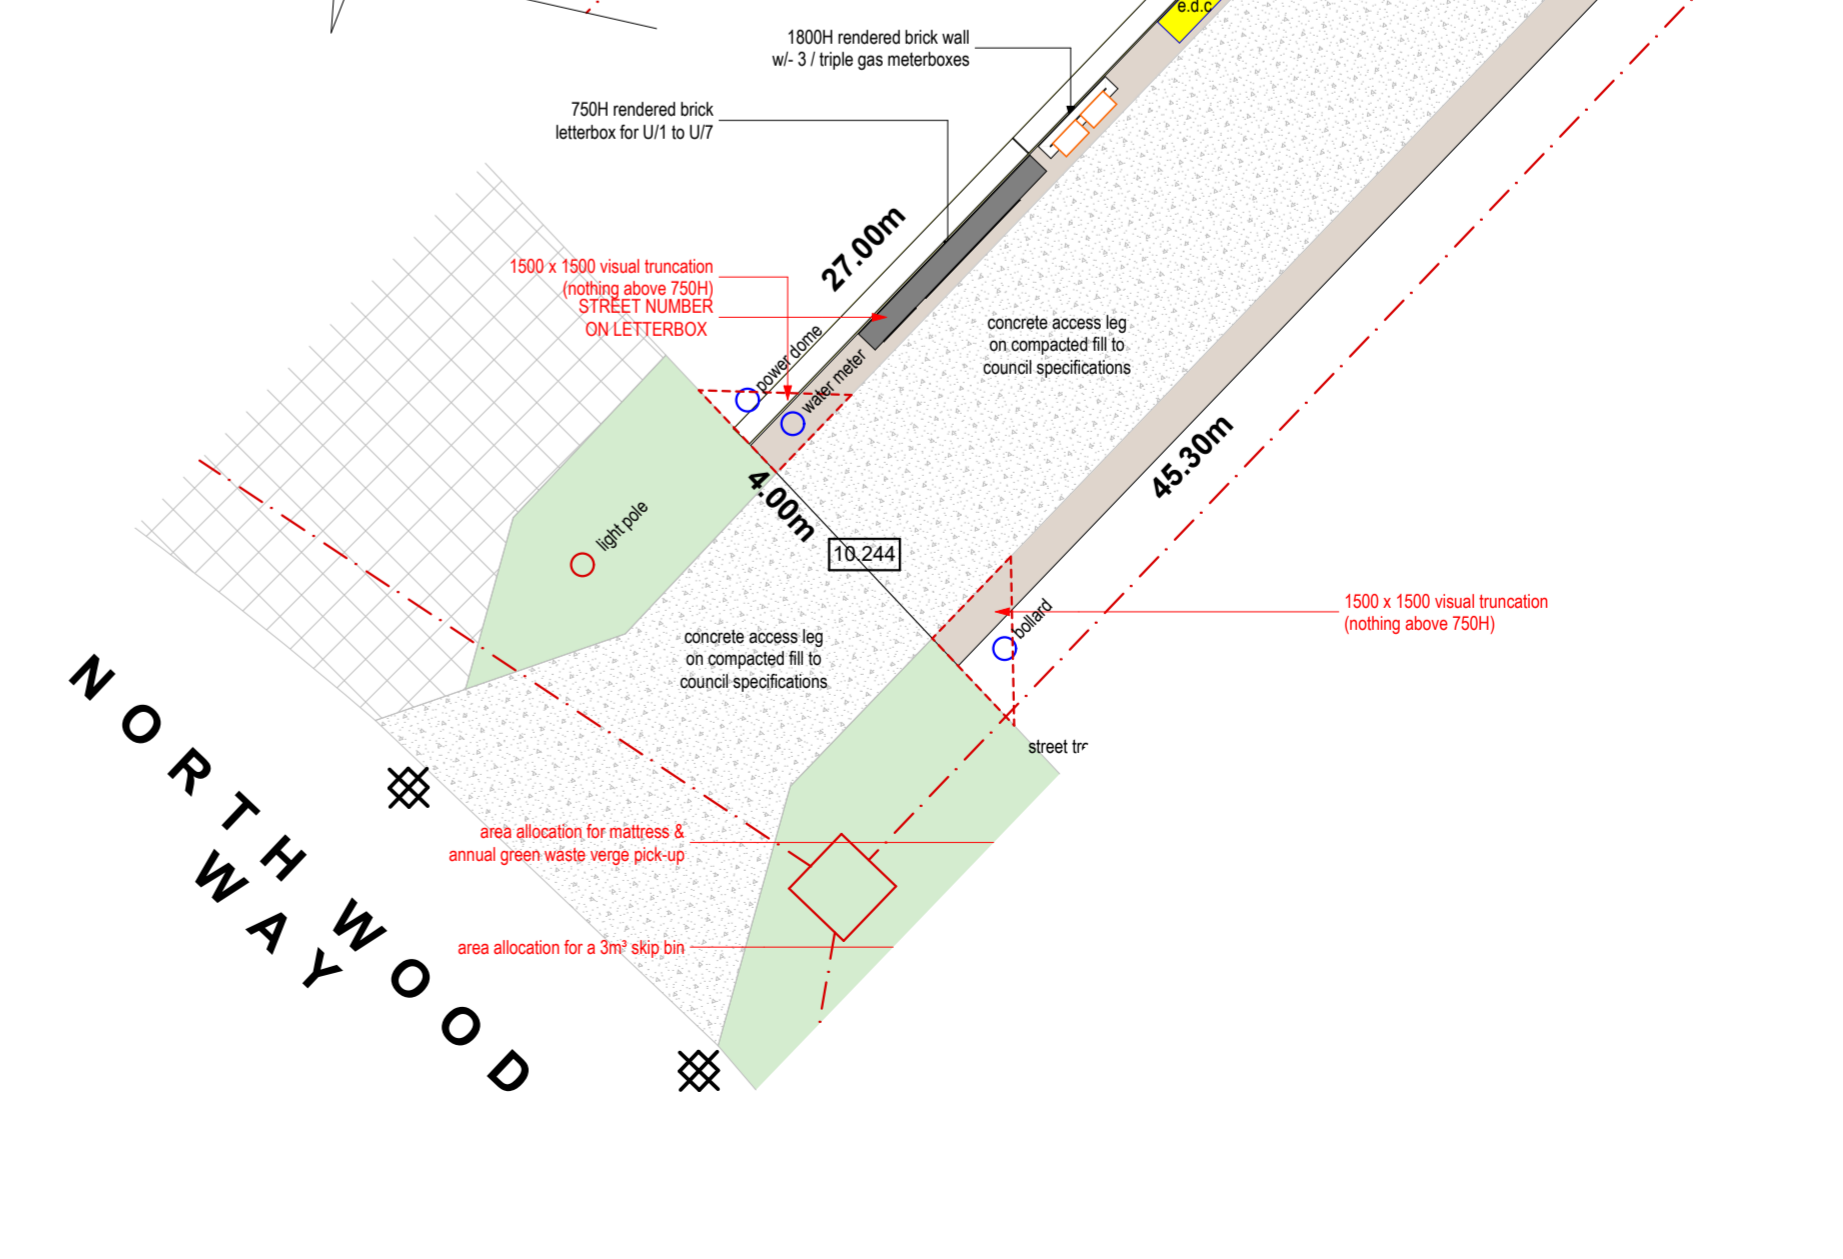 e.d.c
1800H rendered brick wall
w/- 3 / triple gas meterboxes
750H rendered brick
letterbox for U/1 to U/7
27.00m
1500 x 1500 visual truncation
(nothing above 750H)
STREET NUMBER
ON LETTERBOX
power dome
water meter
concrete access leg
on compacted fill to
council specifications
45.30m
4.00m
light pole
10.244
1500 x 1500 visual truncation
(nothing above 750H)
bollard
concrete access leg
on compacted fill to
council specifications
street
area allocation for mattress &
annual green waste verge pick-up
area allocation for a 3m³ skip bin
NORTHWOOD
WAY